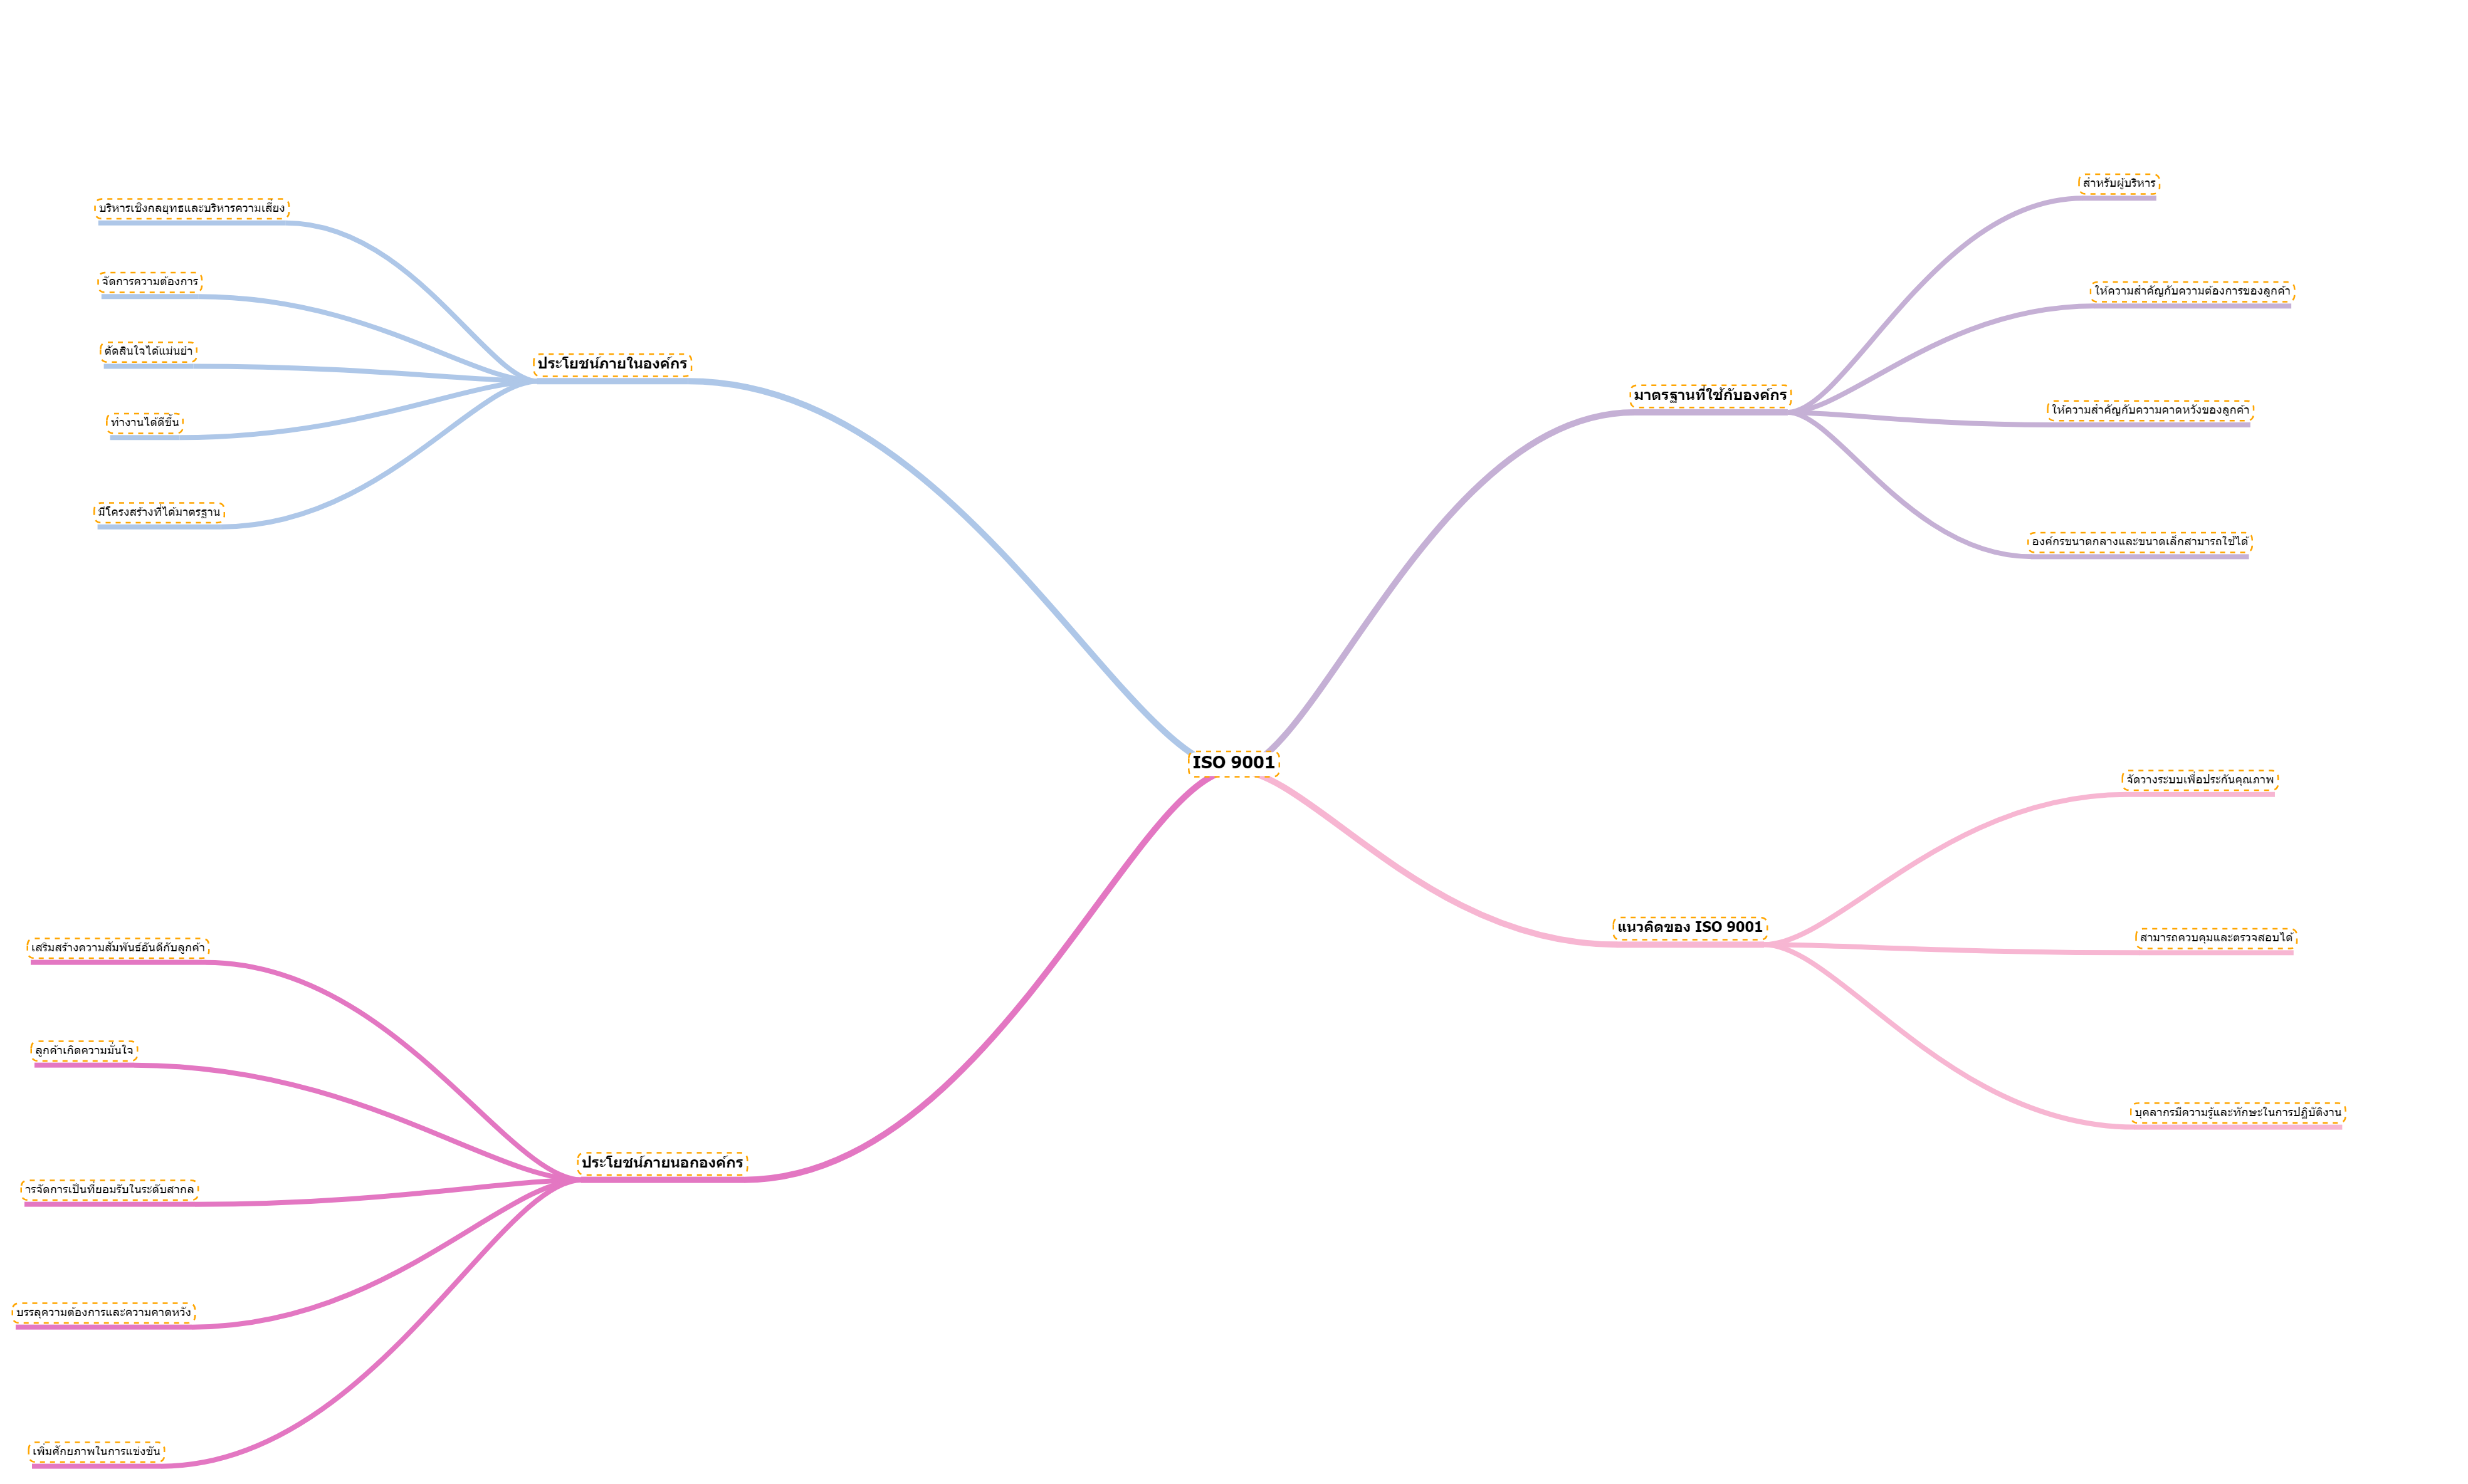 ISO 9001
ประโยชน์ภายในองค์กร
บริหารเชิงกลยุทธและบริหารความเสี่ยง
จัดการความต้องการ
ตัดสินใจได้แม่นยำ
ทำงานได้ดีขึ้น
มีโครงสร้างที่ได้มาตรฐาน
มาตรฐานที่ใช้กับองค์กร
สำหรับผู้บริหาร
ให้ความสำคัญกับความต้องการของลูกค้า
ให้ความสำคัญกับความคาดหวังของลูกค้า
องค์กรขนาดกลางและขนาดเล็กสามารถใช้ได้
แนวคิดของ ISO 9001
จัดวางระบบเพื่อประกันคุณภาพ
สามารถควบคุมและตรวจสอบได้
บุคลากรมีความรู้และทักษะในการปฏิบัติงาน
ประโยชน์ภายนอกองค์กร
เสริมสร้างความสัมพันธ์อันดีกับลูกค้า
ลูกค้าเกิดความมั่นใจ
ารจัดการเป็นที่ยอมรับในระดับสากล
บรรลุความต้องการและความคาดหวัง
เพิ่มศักยภาพในการแข่งขัน